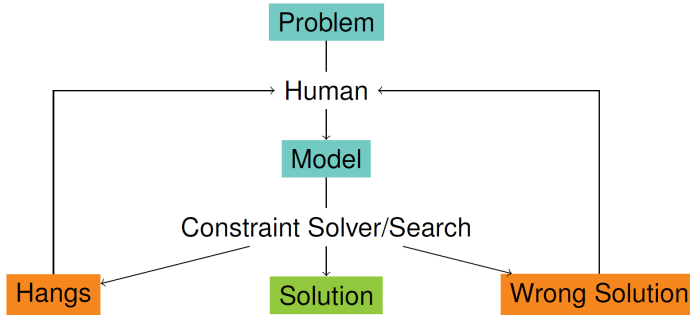 Problem
Human
Model
Constraint Solver/Search
Hangs
Solution
Wrong Solution